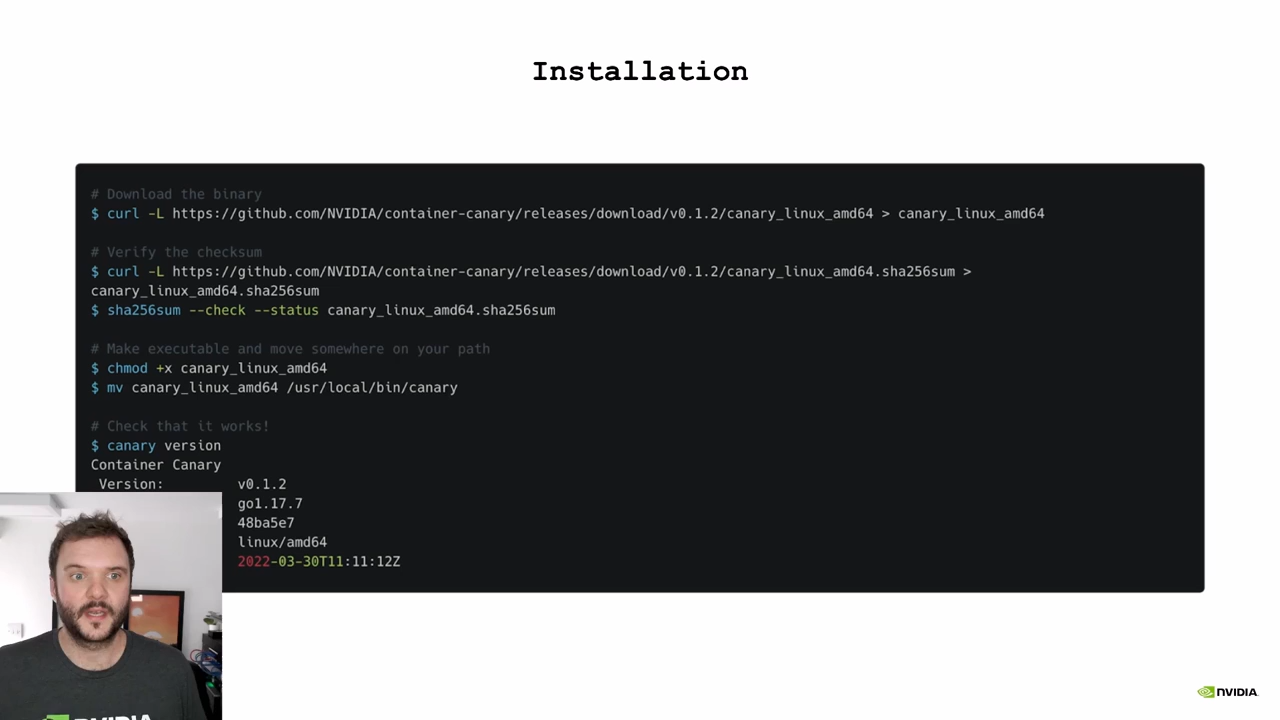 Installation
# Download the binary
$ curl -L https://github.com/NVIDIA/container-canary/releases/download/v0.1.2/canary_linux_amd64 > canary_linux_amd64
# Verify the checksum
$ curl -L https://github.com/NVIDIA/container-canary/releases/download/v0.1.2/canary_linux_amd64.sha256sum >
canary_linux_amd64.sha256sum
$ sha256sum --check --status canary_linux_amd64.sha256sum
# Make executable and move somewhere on your path
$ chmod +x canary_linux_amd64
$ mv canary_linux_amd64 /usr/local/bin/canary
# Check that it works!
$ canary version
Container Canary
Version: v0.1.2
go1.17.7
48ba5e7
linux/amd64
2022-03-30T11:11:12Z
NVIDIA
NVIDIA